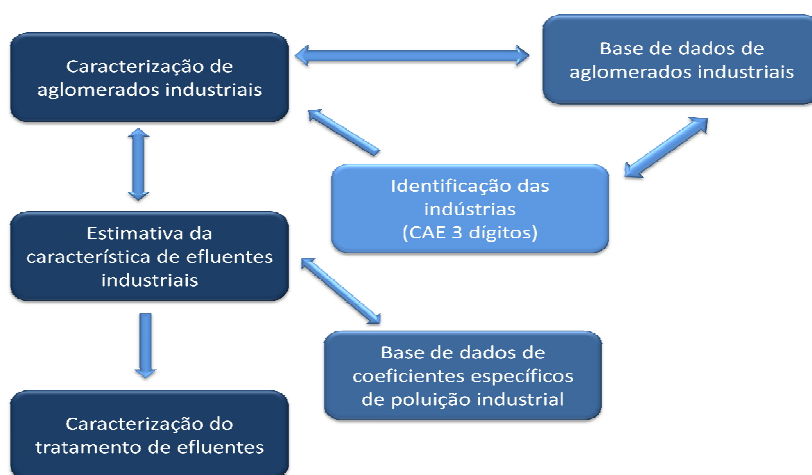 Caracterização de
aglomerados industriais
Base de dados de
aglomerados industriais
Identificação das
indústrias
(CAE 3 dígitos)
Estimativa da
característica de efluentes
industriais
Base de dados de
coeficientes específicos
de poluição industrial
Caracterização do
tratamento de efluentes